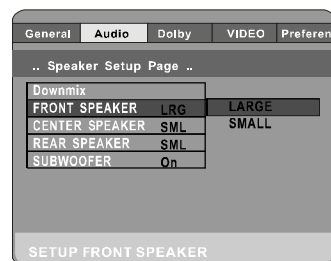 General Audio Dolby VIDEO Preferen
.. Speaker Setup Page ..
Downmix
FRONT SPEAKER LRG LARGE
CENTER SPEAKER SML SMALL
REAR SPEAKER SML
SUBWOOFER On
SETUP FRONT SPEAKER